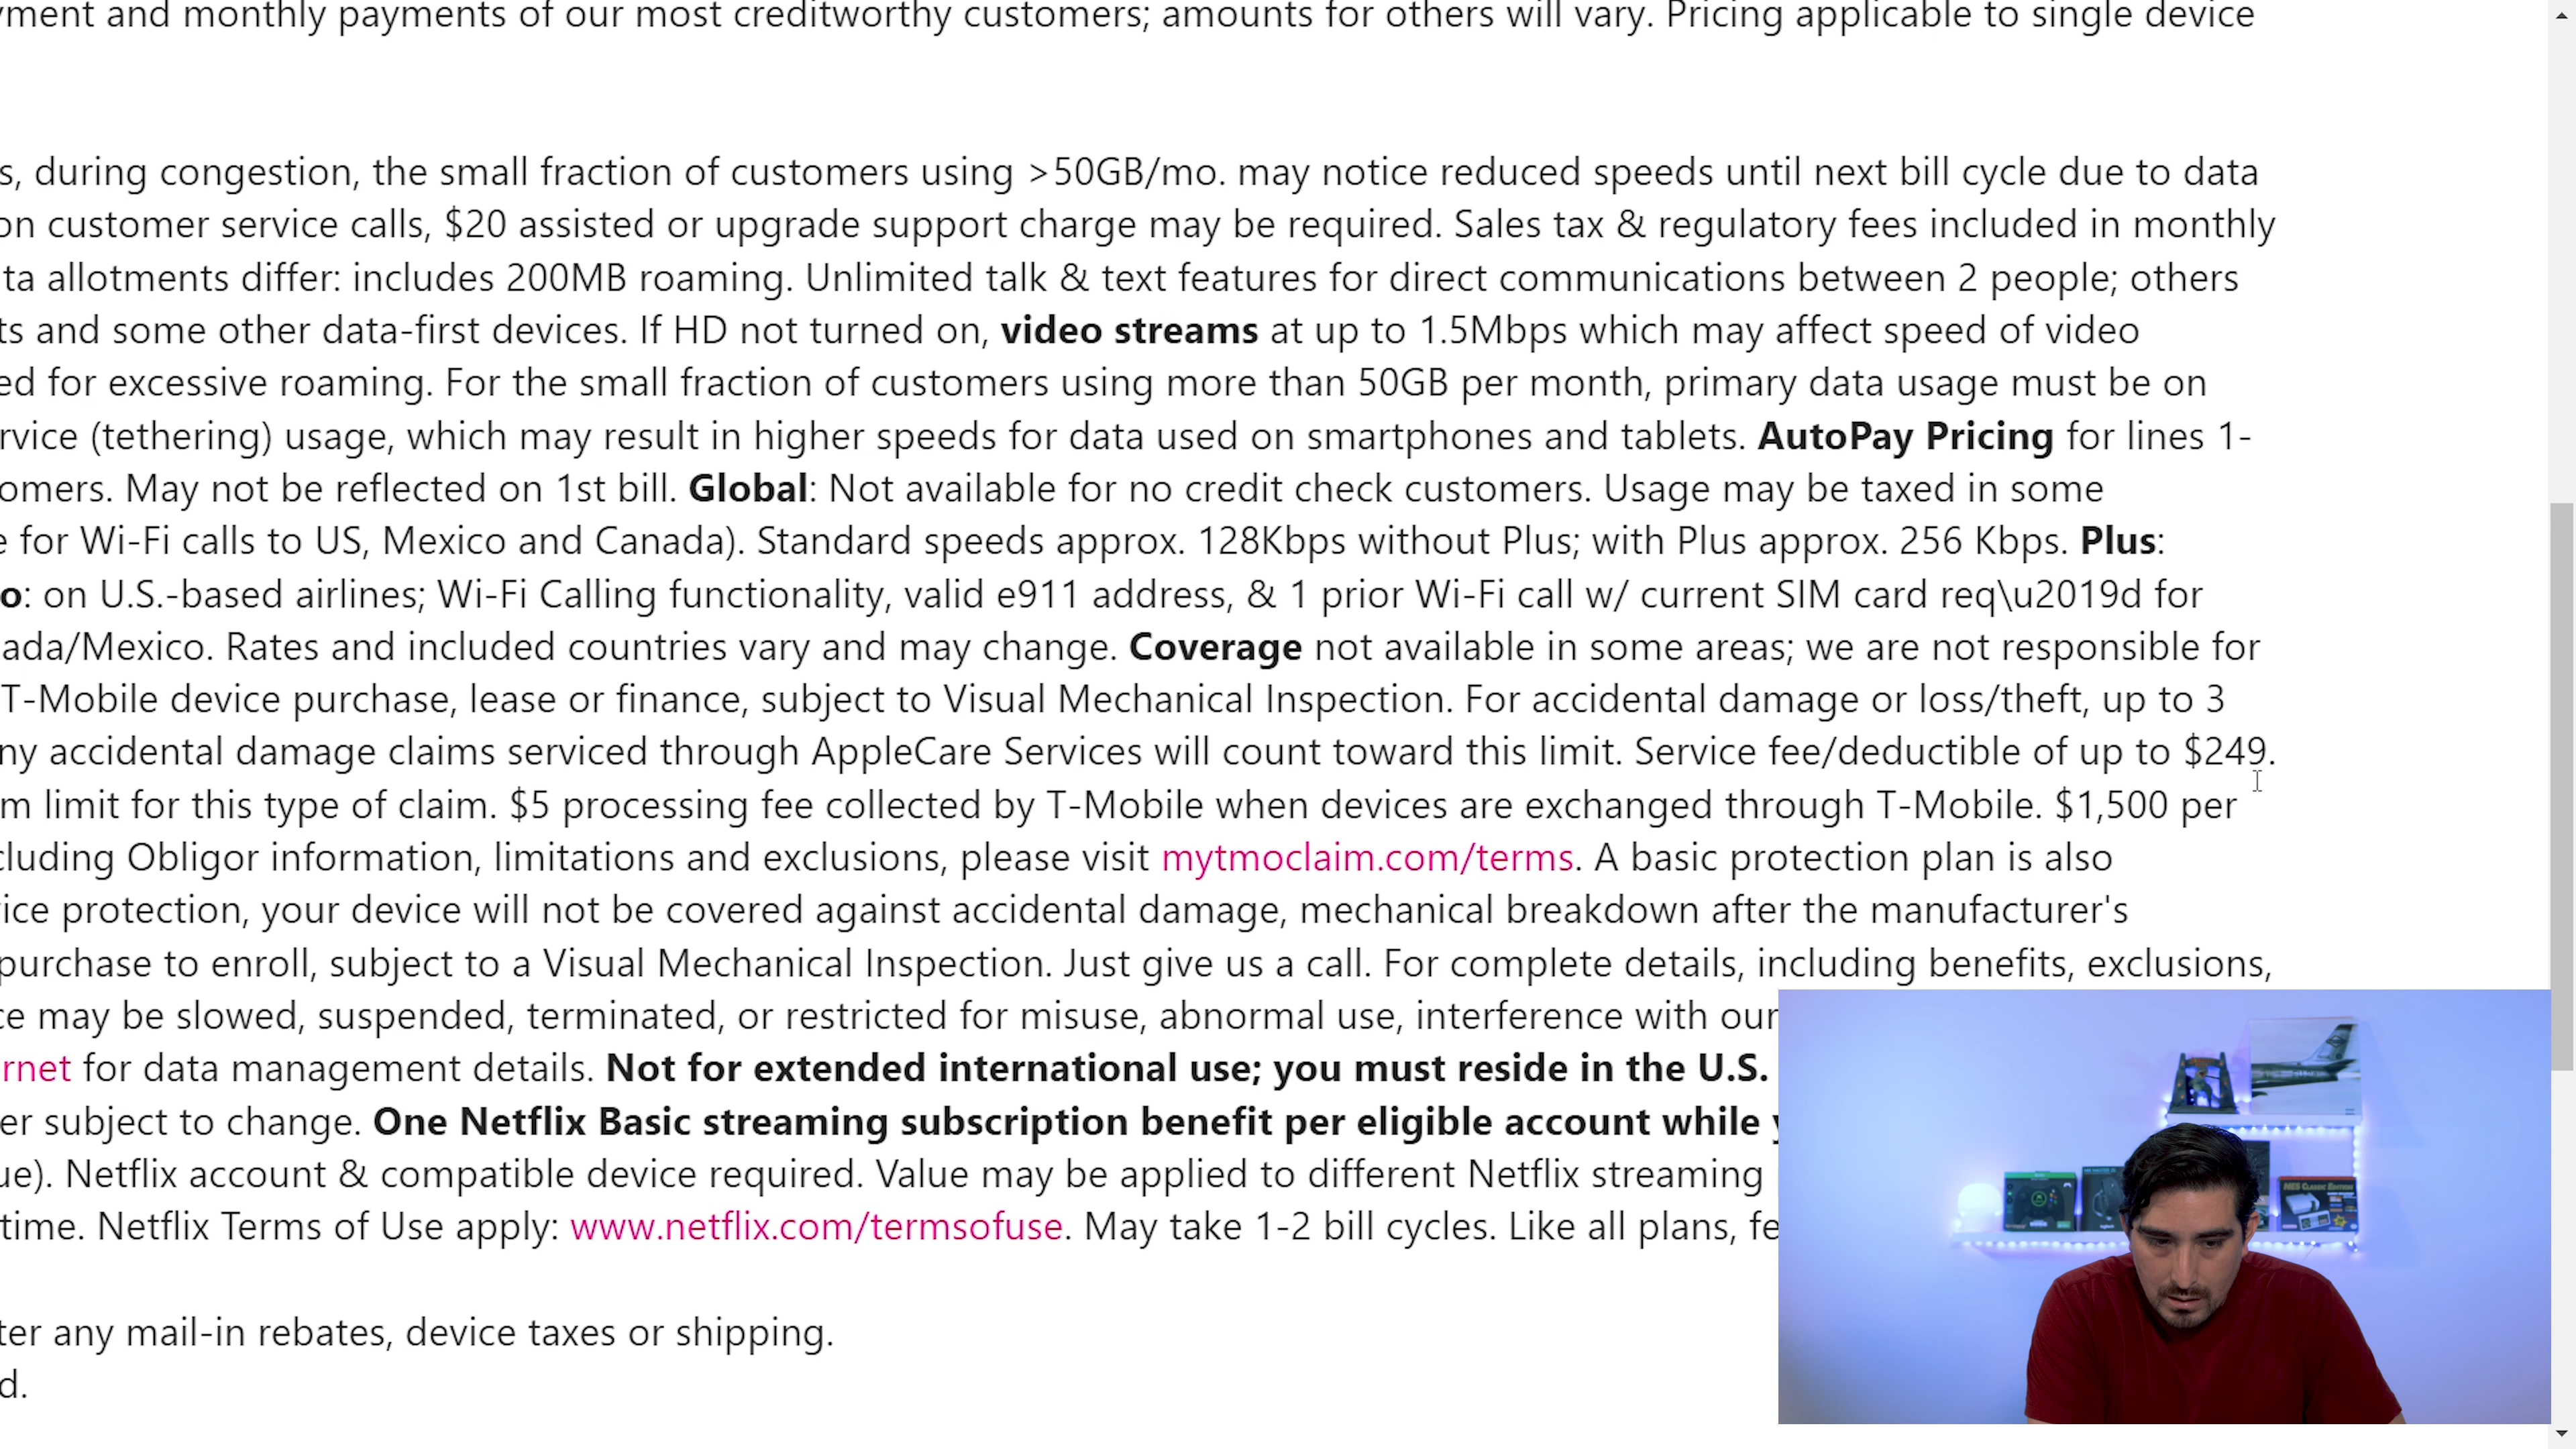 ment and monthly payments of our most creditworthy customers; amounts for others will vary. Pricing applicable to single device
s, during congestion, the small fraction of customers using >50GB/mo. may notice reduced speeds until next bill cycle due to data
on customer service calls, $20 assisted or upgrade support charge may be required. Sales tax & regulatory fees included in monthly
ta allotments differ: includes 200MB roaming. Unlimited talk & text features for direct communications between 2 people; others
ts and some other data-first devices. If HD not turned on, video streams at up to 1.5Mbps which may affect speed of video
ed for excessive roaming. For the small fraction of customers using more than 50GB per month, primary data usage must be on
rvice (tethering) usage, which may result in higher speeds for data used on smartphones and tablets. AutoPay Pricing for lines 1-
omers. May not be reflected on 1st bill. Global: Not available for no credit check customers. Usage may be taxed in some
e for Wi-Fi calls to US, Mexico and Canada). Standard speeds approx. 128Kbps without Plus; with Plus approx. 256 Kbps. Plus:
o: on U.S.-based airlines; Wi-Fi Calling functionality, valid e911 address, & 1 prior Wi-Fi call w/ current SIM card req\u2019d for
ada/Mexico. Rates and included countries vary and may change. Coverage not available in some areas; we are not responsible for
T-Mobile device purchase, lease or finance, subject to Visual Mechanical Inspection. For accidental damage or loss/theft, up to 3
ny accidental damage claims serviced through AppleCare Services will count toward this limit. Service fee/deductible of up to $249.
m limit for this type of claim. $5 processing fee collected by T-Mobile when devices are exchanged through T-Mobile. $1,500 per
cluding Obligor information, limitations and exclusions, please visit mytmoclaim.com/terms. A basic protection plan is also
ice protection, your device will not be covered against accidental damage, mechanical breakdown after the manufacturer's
purchase to enroll, subject to a Visual Mechanical Inspection. Just give us a call. For complete details, including benefits, exclusions,
ce may be slowed, suspended, terminated, or restricted for misuse, abnormal use, interference with our
rnet for data management details. Not for extended international use; you must reside in the U.S.
er subject to change. One Netflix Basic streaming subscription benefit per eligible account while
ue). Netflix account & compatible device required. Value may be applied to different Netflix streaming
time. Netflix Terms of Use apply: www.netflix.com/termsofuse. May take 1-2 bill cycles. Like all plans, fe
ter any mail-in rebates, device taxes or shipping.
d.
NES CLASSIC EDITION